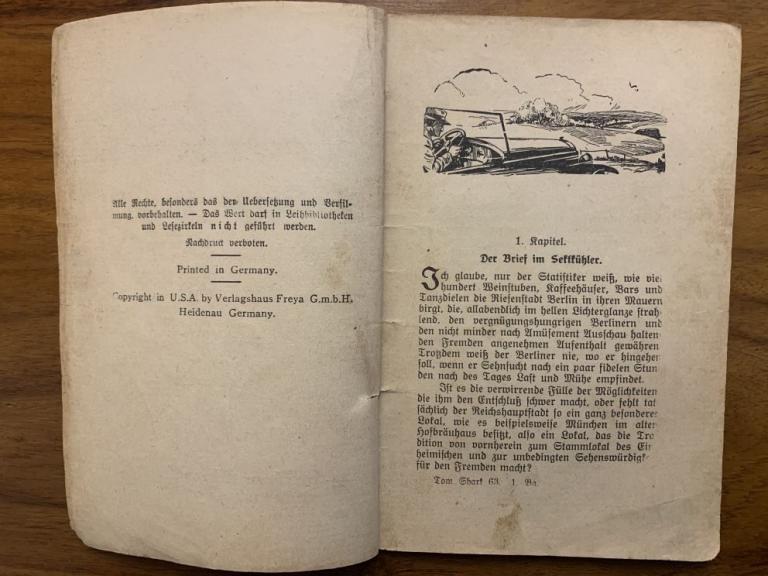 Alle Rechte, besonders das der Uebersetzung und Verfil-
mung, vorbehalten. — Das Wort darf in Leihbibliotheken
und Lesezirkeln nicht geführt werden.
Nachdruck verboten.
Printed in Germany.
Copyright in U.S.A. by Verlagshaus Freya G.m.b.H,
Heidenau Germany.
1. Kapitel.
Der Brief im Sektkühler.
Ich glaube, nur der Statistiker weiß, wie viel
hundert Weinstuben, Kaffeehäuser, Bars und
Tanzdielen die Riesenstadt Berlin in ihren Mauern
birgt, die, allabendlich im hellen Lichterglanze strah-
lend, den vergnügungshungrigen Berlinern und
den nicht minder nach Amüsement Ausschau halten
den Fremden angenehmen Aufenthalt gewähren
Trotzdem weiß der Berliner nie, wo er hingehen
soll, wenn er Sehnsucht nach ein paar fidelen Stun
den nach des Tages Last und Mühe empfindet.
Ist es die verwirrende Fülle der Möglichkeiten
die ihm den Entschluß schwer macht, oder fehlt tat
sächlich der Reichshauptstadt so ein ganz besonderes
Lokal, wie es beispielsweise München im alten
Hofbräuhaus besitzt, also ein Lokal, das die Tra
dition von vornherein zum Stammlokal des Ein
heimischen und zur unbedingten Sehenswürdigk
für den Fremden macht?
Tom Shark 63. 1. Ba